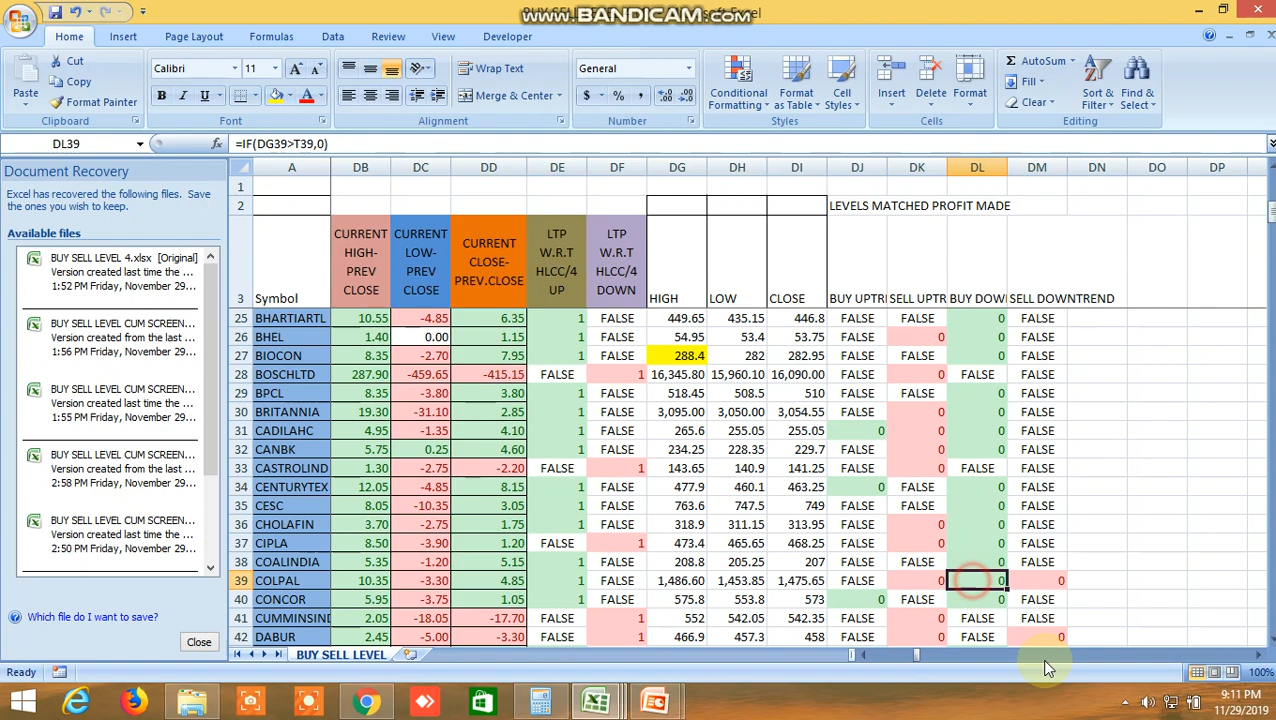 BUY SE
www.BANDICAM.com
osoft Excel
Home Insert Page Layout Formulas Data Review View Developer
Paste Cut Copy Format Painter
Calibri 11 A A
B I U A
Wrap Text
Merge & Center
General
$ % ,
Conditional Formatting Format as Table Cell Styles
Insert Delete Format
Σ AutoSum Fill Clear
Sort & Filter Find & Select
Clipboard Font Alignment Number Styles Cells Editing
DL39 fx =IF(DG39>T39,0)
Document Recovery
Excel has recovered the following files. Save
the ones you wish to keep.
Available files
BUY SELL LEVEL 4.xlsx [Original]
Version created last time the ...
1:52 PM Friday, November 29...
BUY SELL LEVEL CUM SCREEN...
Version created from the last ...
1:56 PM Friday, November 29...
BUY SELL LEVEL CUM SCREEN...
Version created from the last ...
1:55 PM Friday, November 29...
BUY SELL LEVEL CUM SCREEN...
Version created from the last ...
2:58 PM Friday, November 29...
BUY SELL LEVEL CUM SCREEN...
Version created from the last ...
2:50 PM Friday, November 29...
Which file do I want to save?
Close
A DB DC DD DE DF DG DH DI DJ DK DL DM DN DO DP
1
2 LEVELS MATCHED PROFIT MADE
3 Symbol CURRENT HIGH- PREV CLOSE CURRENT LOW- PREV CLOSE CURRENT CLOSE- PREV.CLOSE LTP W.R.T HLCC/4 UP LTP W.R.T HLCC/4 DOWN HIGH LOW CLOSE BUY UPTRE SELL UPTR BUY DOW SELL DOWNTREND
25 BHARTIARTL 10.55 -4.85 6.35 1 FALSE 449.65 435.15 446.8 FALSE FALSE 0 FALSE
26 BHEL 1.40 0.00 1.15 1 FALSE 54.95 53.4 53.75 FALSE 0 0 FALSE
27 BIOCON 8.35 -2.70 7.95 1 FALSE 288.4 282 282.95 FALSE FALSE 0 FALSE
28 BOSCHLTD 287.90 -459.65 -415.15 FALSE 1 16,345.80 15,960.10 16,090.00 FALSE 0 FALSE FALSE
29 BPCL 8.35 -3.80 3.80 1 FALSE 518.45 508.5 510 FALSE FALSE 0 FALSE
30 BRITANNIA 19.30 -31.10 2.85 1 FALSE 3,095.00 3,050.00 3,054.55 FALSE 0 0 FALSE
31 CADILAHC 4.95 -1.35 4.10 1 FALSE 265.6 255.05 255.05 0 0 0 FALSE
32 CANBK 5.75 0.25 4.60 1 FALSE 234.25 228.35 229.7 FALSE 0 0 FALSE
33 CASTROLIND 1.30 -2.75 -2.20 FALSE 1 143.65 140.9 141.25 FALSE 0 FALSE FALSE
34 CENTURYTEX 12.05 -4.85 8.15 1 FALSE 477.9 461 463.25 0 FALSE 0 FALSE
35 CESC 8.05 -10.35 3.05 1 FALSE 763.6 747.5 749 FALSE FALSE 0 FALSE
36 CHOLAFIN 3.70 -2.75 1.75 1 FALSE 318.9 311.15 313.95 FALSE 0 0 FALSE
37 CIPLA 8.50 -3.90 1.20 FALSE 1 473.4 465.65 468.25 FALSE 0 0 FALSE
38 COALINDIA 5.35 -1.20 5.15 1 FALSE 208.8 205.25 207 FALSE FALSE 0 FALSE
39 COLPAL 10.35 -3.30 4.85 1 FALSE 1,486.60 1,453.85 1,475.65 FALSE 0 0 0
40 CONCOR 5.95 -3.75 1.05 1 FALSE 575.8 553.8 573 0 FALSE 0 FALSE
41 CUMMINSIND 2.05 -18.05 -17.70 FALSE 1 552 535 542.35 FALSE 0 FALSE FALSE
42 DABUR 2.45 -5.00 -3.30 FALSE 1 466.9 457.3 458 FALSE 0 FALSE 0
BUY SELL LEVEL
Ready 100%
9:11 PM
11/29/2019